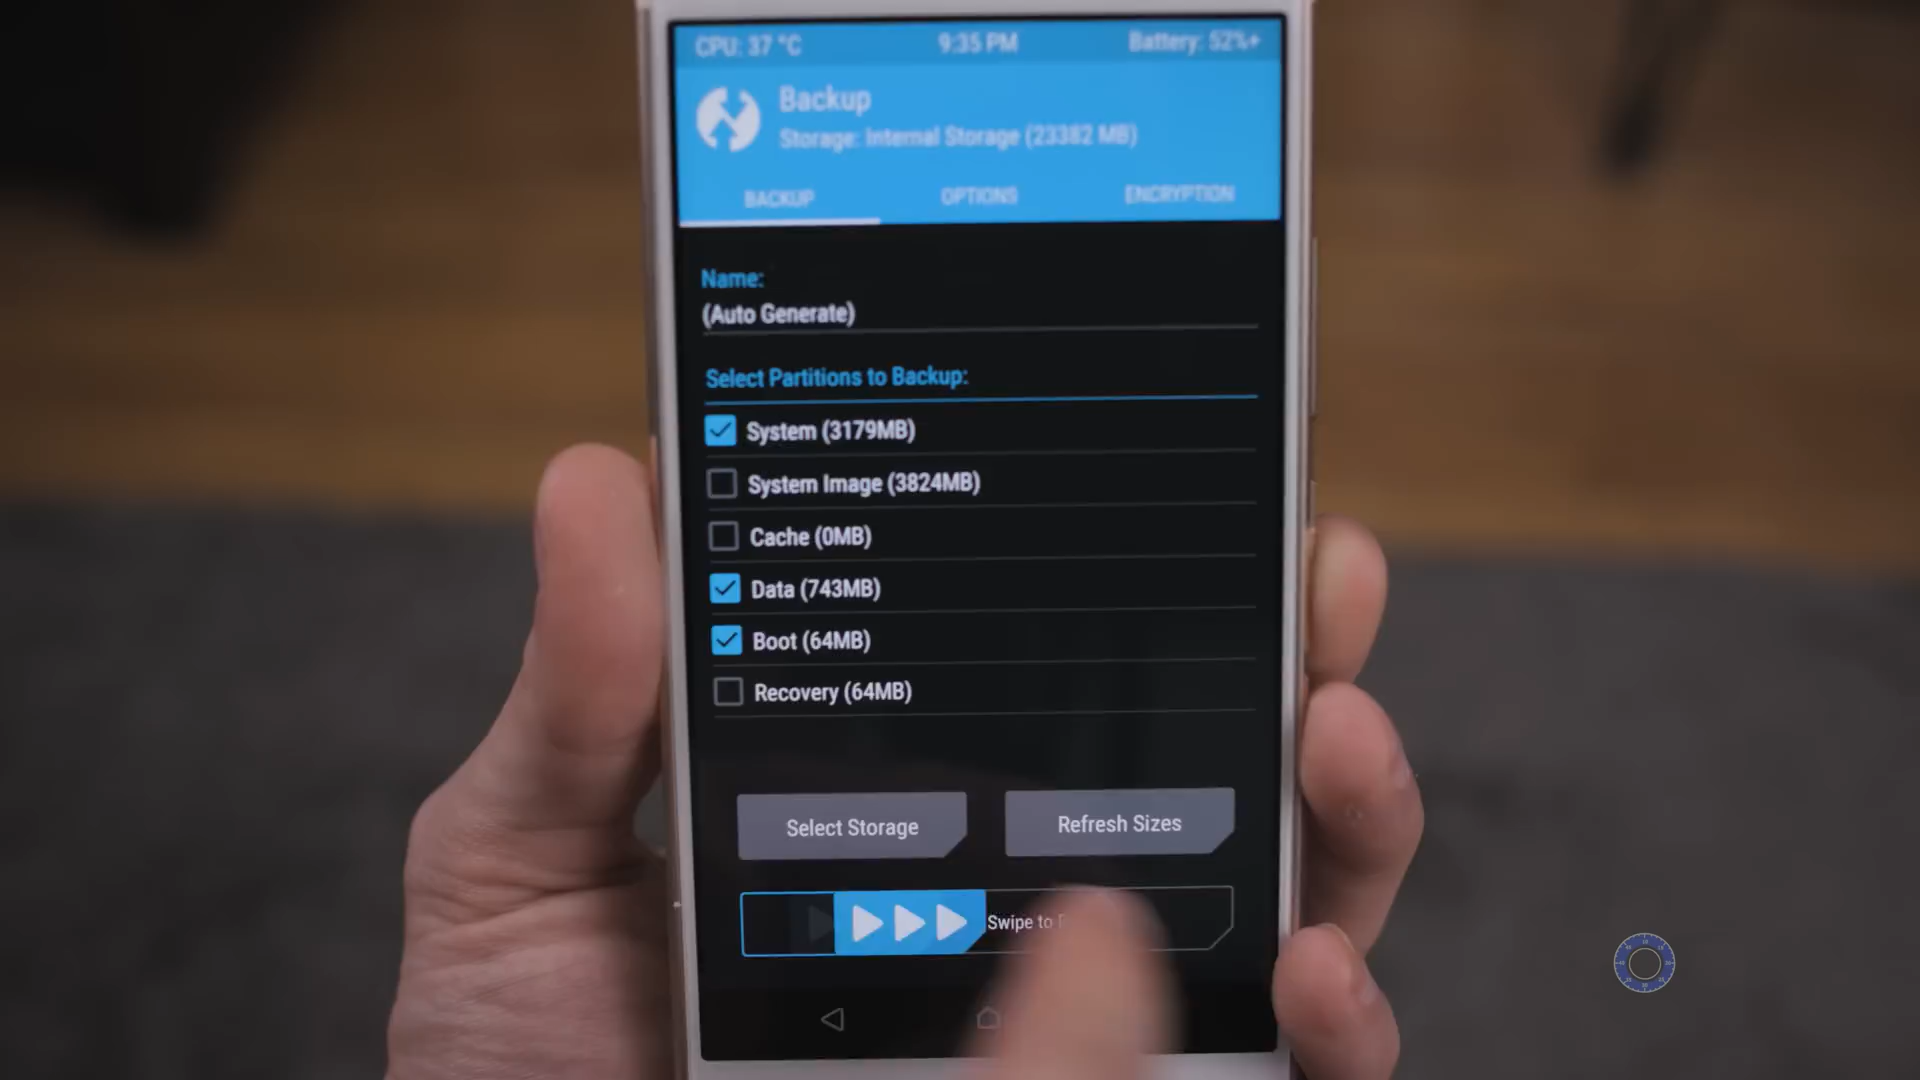 CPU: 37 °C
9:35 PM
Battery: 52%+
Backup
Storage: Internal Storage (23382 MB)
BACKUP
OPTIONS
ENCRYPTION
Name:
(Auto Generate)
Select Partitions to Backup:
System (3179MB)
System Image (3824MB)
Cache (0MB)
Data (743MB)
Boot (64MB)
Recovery (64MB)
Select Storage
Refresh Sizes
Swipe to